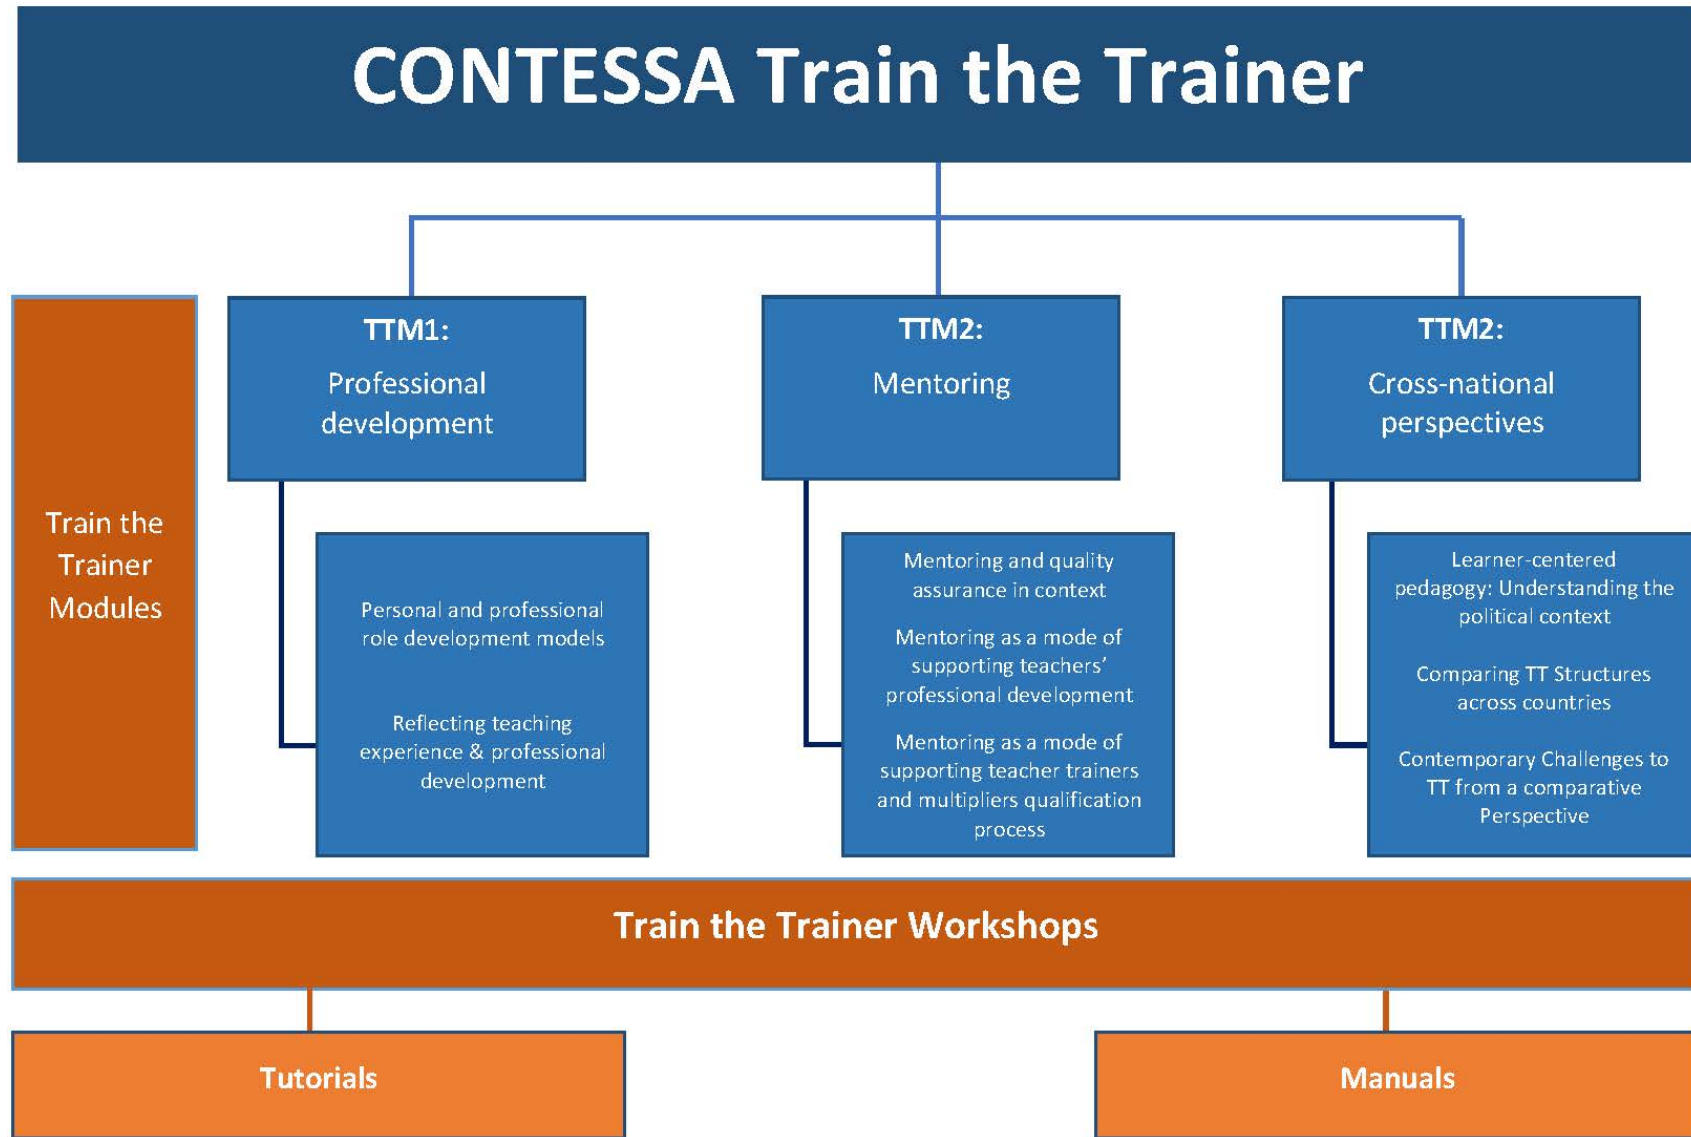 CONTESSA Train the Trainer
TTM1:
Professional
development
TTM2:
Mentoring
TTM2:
Cross-national
perspectives
Train the
Trainer
Modules
Personal and professional
role development models
Reflecting teaching
experience & professional
development
Mentoring and quality
assurance in context
Mentoring as a mode of
supporting teachers’
professional development
Mentoring as a mode of
supporting teacher trainers
and multipliers qualification
process
Learner-centered
pedagogy: Understanding the
political context
Comparing TT Structures
across countries
Contemporary Challenges to
TT from a comparative
Perspective
Train the Trainer Workshops
Tutorials
Manuals